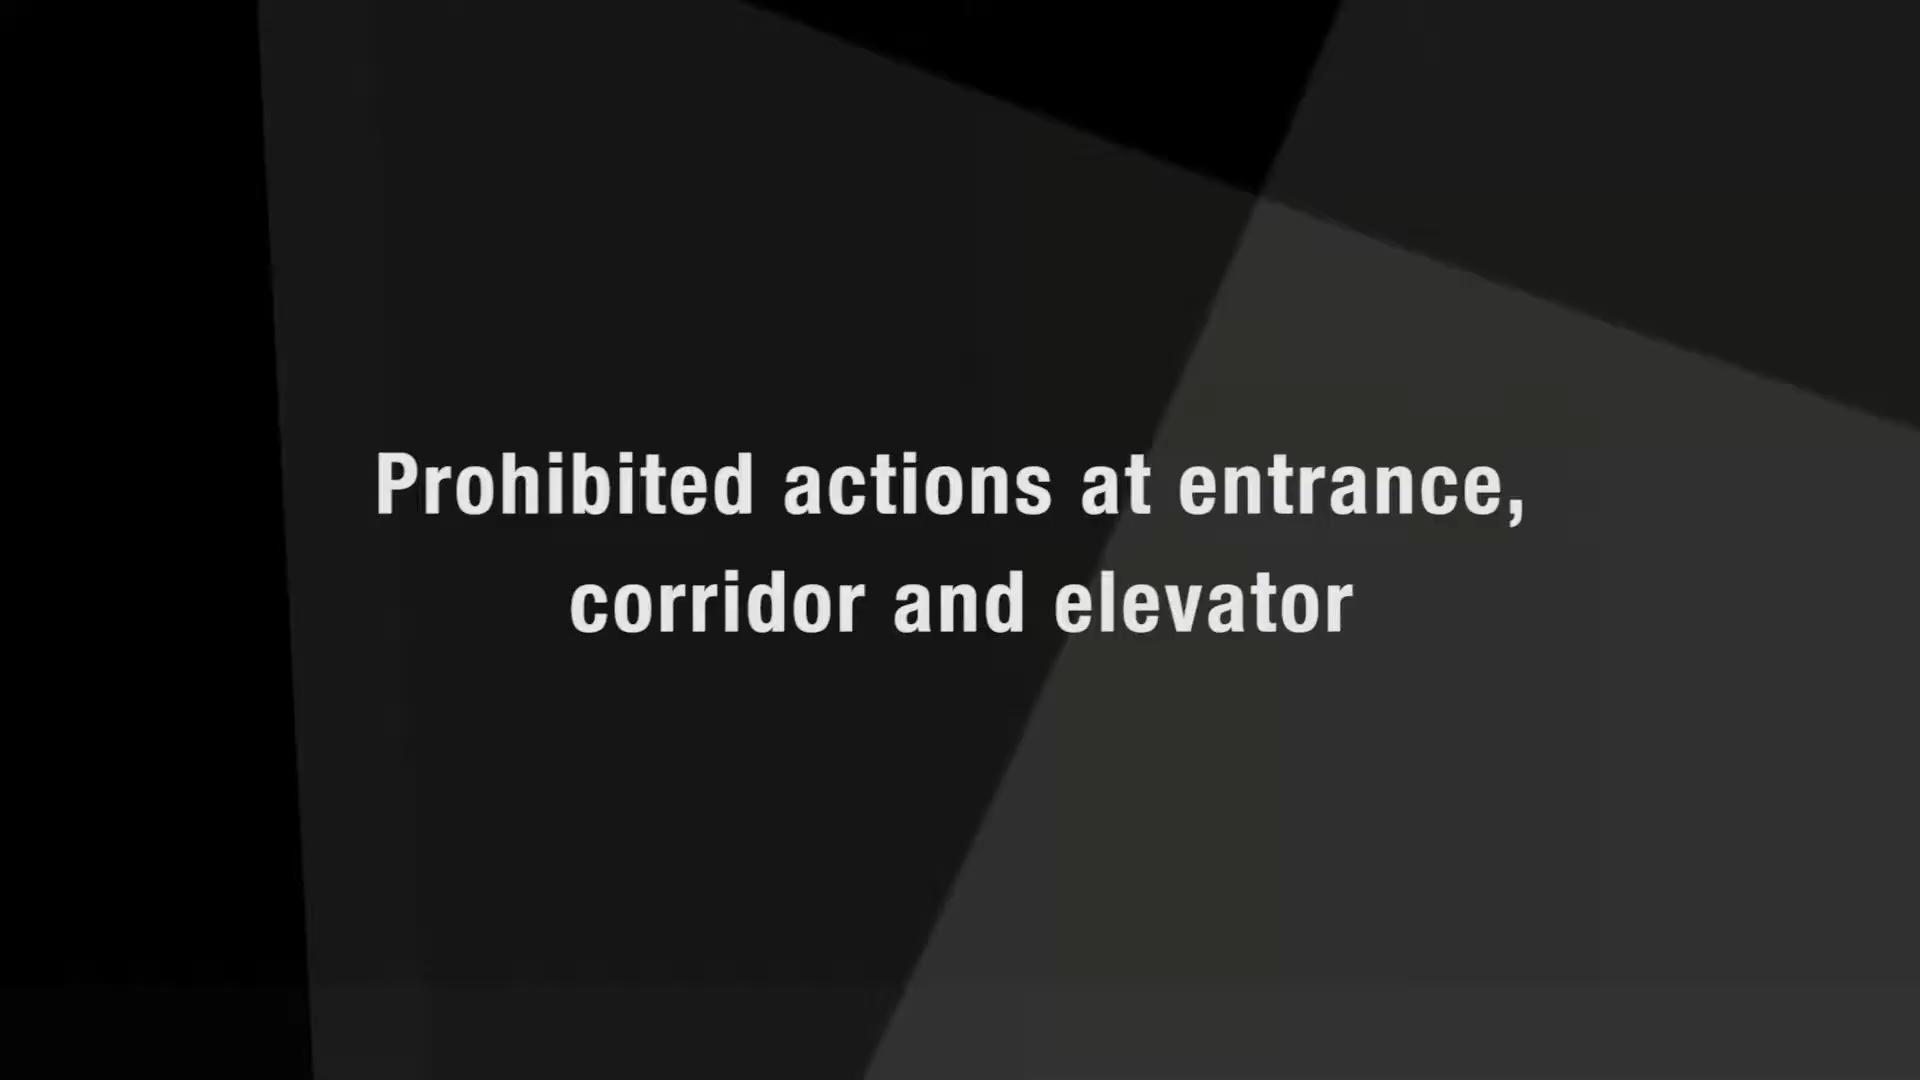 Prohibited actions at entrance,
corridor and elevator